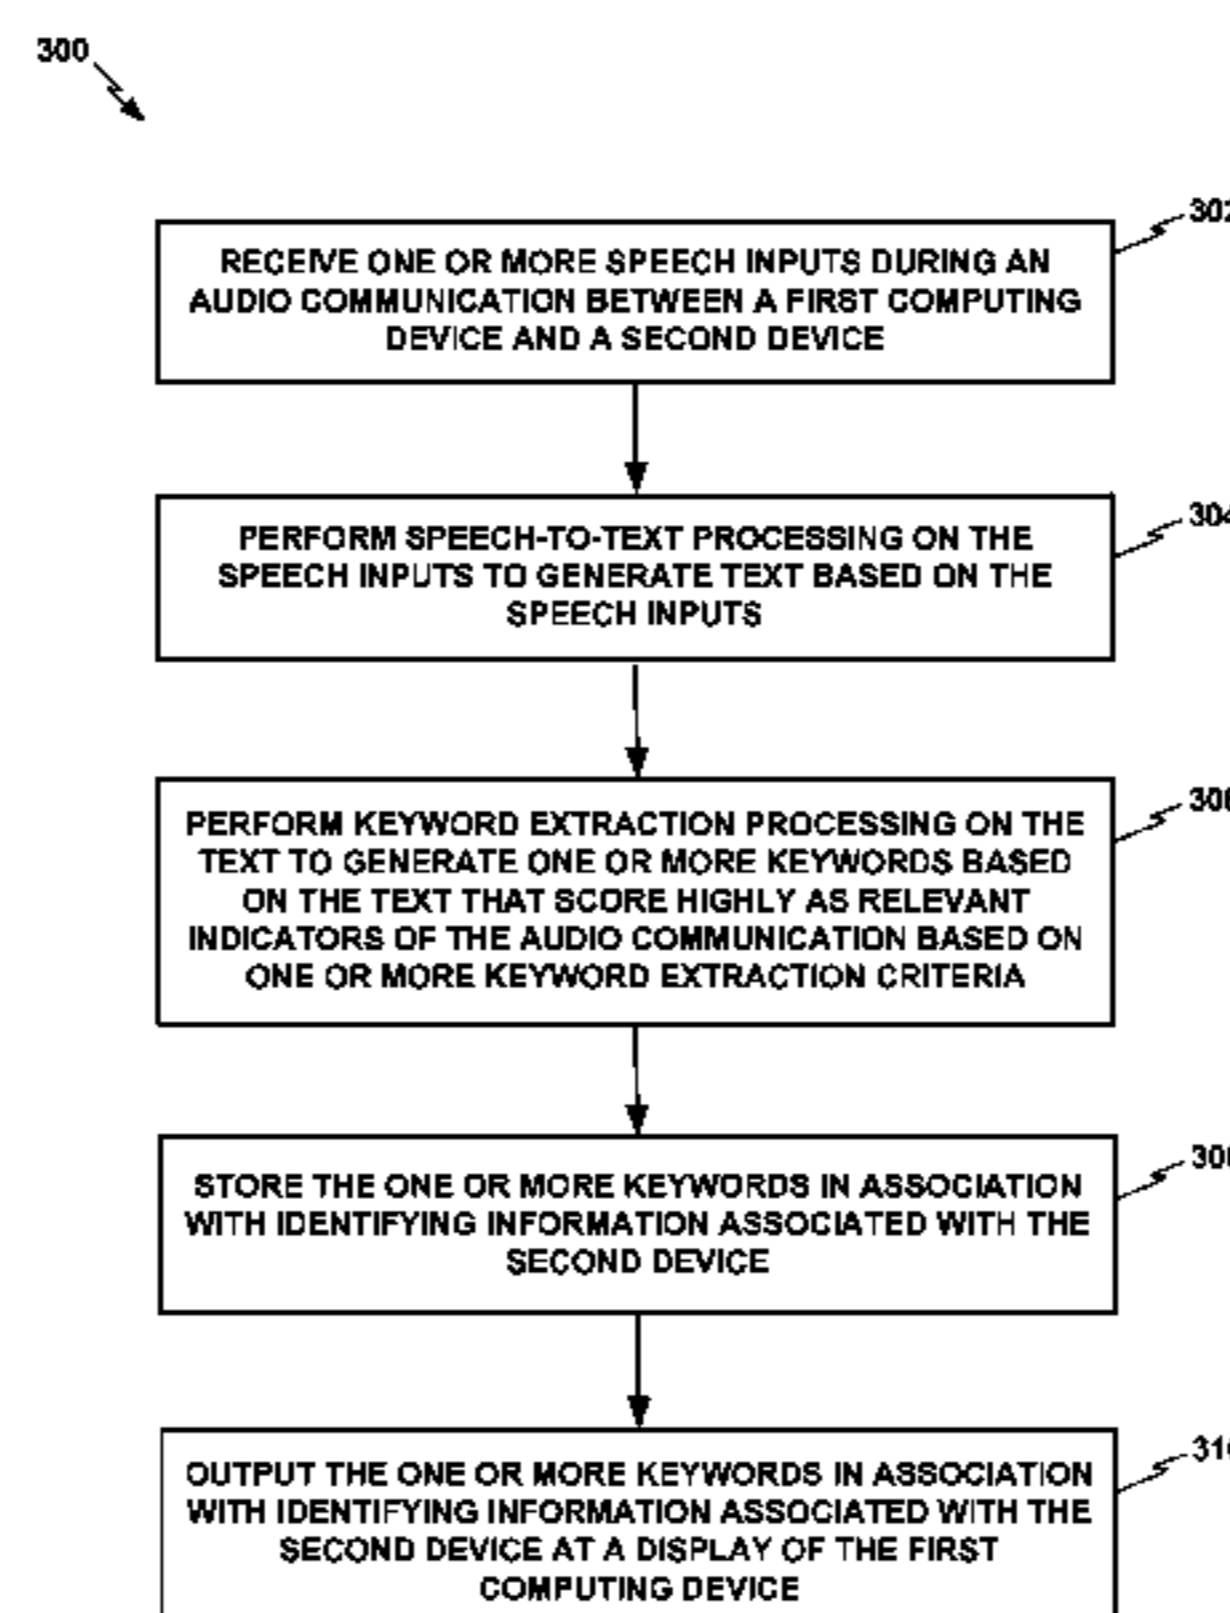 300
302
RECEIVE ONE OR MORE SPEECH INPUTS DURING AN
AUDIO COMMUNICATION BETWEEN A FIRST COMPUTING
DEVICE AND A SECOND DEVICE
304
PERFORM SPEECH-TO-TEXT PROCESSING ON THE
SPEECH INPUTS TO GENERATE TEXT BASED ON THE
SPEECH INPUTS
PERFORM KEYWORD EXTRACTION PROCESSING ON THE
TEXT TO GENERATE ONE OR MORE KEYWORDS BASED
ON THE TEXT THAT SCORE HIGHLY AS RELEVANT
INDICATORS OF THE AUDIO COMMUNICATION BASED ON
ONE OR MORE KEYWORD EXTRACTION CRITERIA
STORE THE ONE OR MORE KEYWORDS IN ASSOCIATION
WITH IDENTIFYING INFORMATION ASSOCIATED WITH THE
SECOND DEVICE
310
OUTPUT THE ONE OR MORE KEYWORDS IN ASSOCIATION
WITH IDENTIFYING INFORMATION ASSOCIATED WITH THE
SECOND DEVICE AT A DISPLAY OF THE FIRST
COMPUTING DEVICE